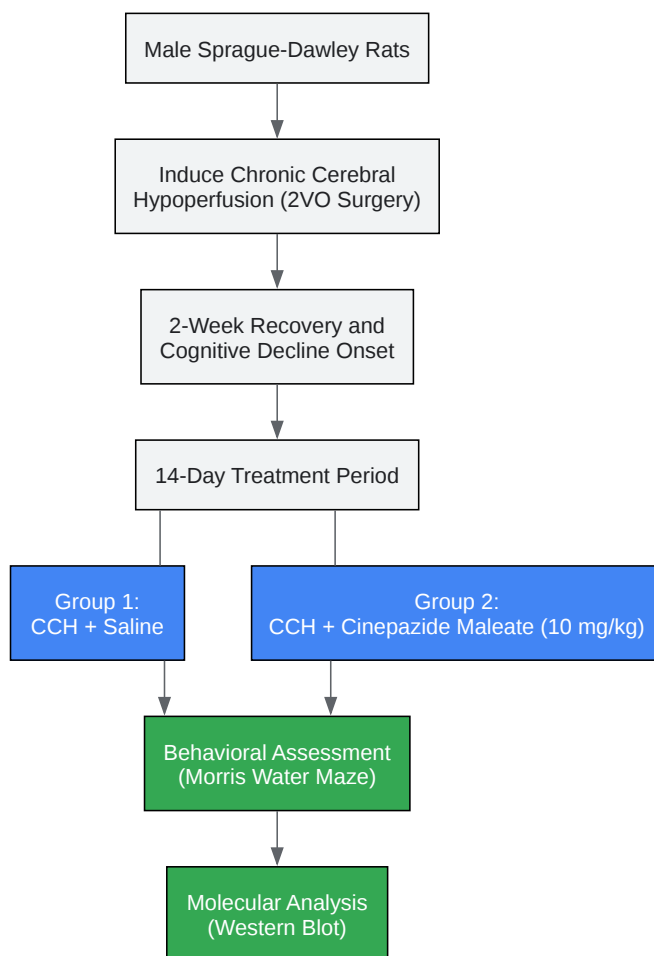 Male Sprague-Dawley Rats
Induce Chronic Cerebral
Hypoperfusion (2VO Surgery)
2-Week Recovery and
Cognitive Decline Onset
14-Day Treatment Period
Group 1:
CCH + Saline
Group 2:
CCH + Cinepazide Maleate (10 mg/kg)
Behavioral Assessment
(Morris Water Maze)
Molecular Analysis
(Western Blot)